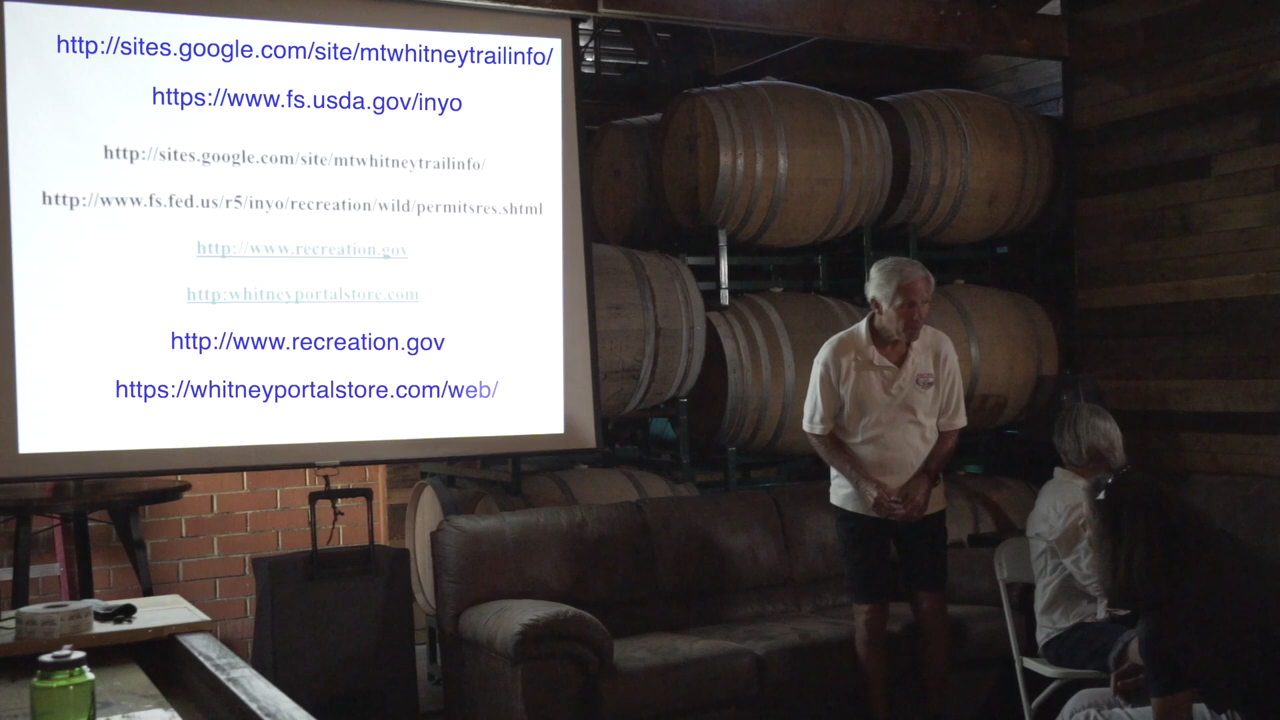 http://sites.google.com/site/mtwhitneytrailinfo/
https://www.fs.usda.gov/inyo
http://sites.google.com/site/mtwhitneytrailinfo/
http://www.fs.fed.us/r5/inyo/recreation/wild/permitsres.shtml
http://www.recreation.gov
http:whitneyportalstore.com
http://www.recreation.gov
https://whitneyportalstore.com/web/